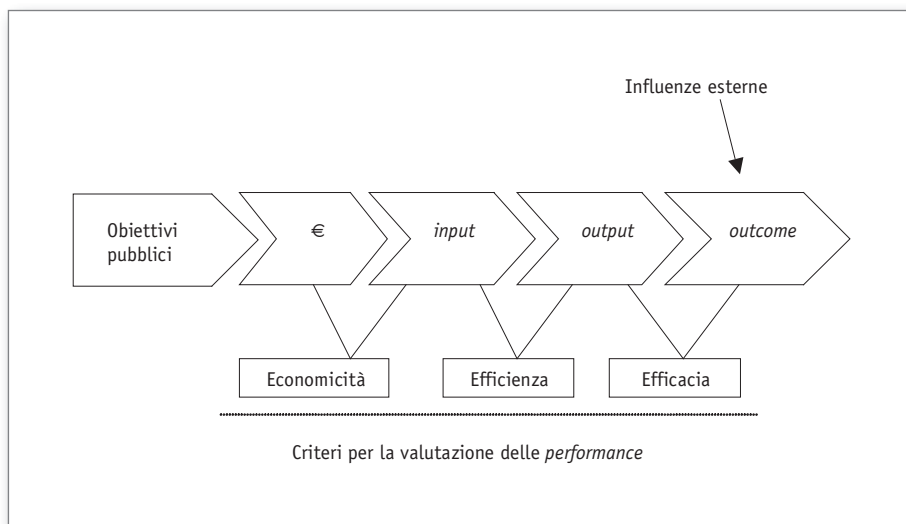 Influenze esterne
Obiettivi
pubblici
€
input
output
outcome
Economicità
Efficienza
Efficacia
Criteri per la valutazione delle performance